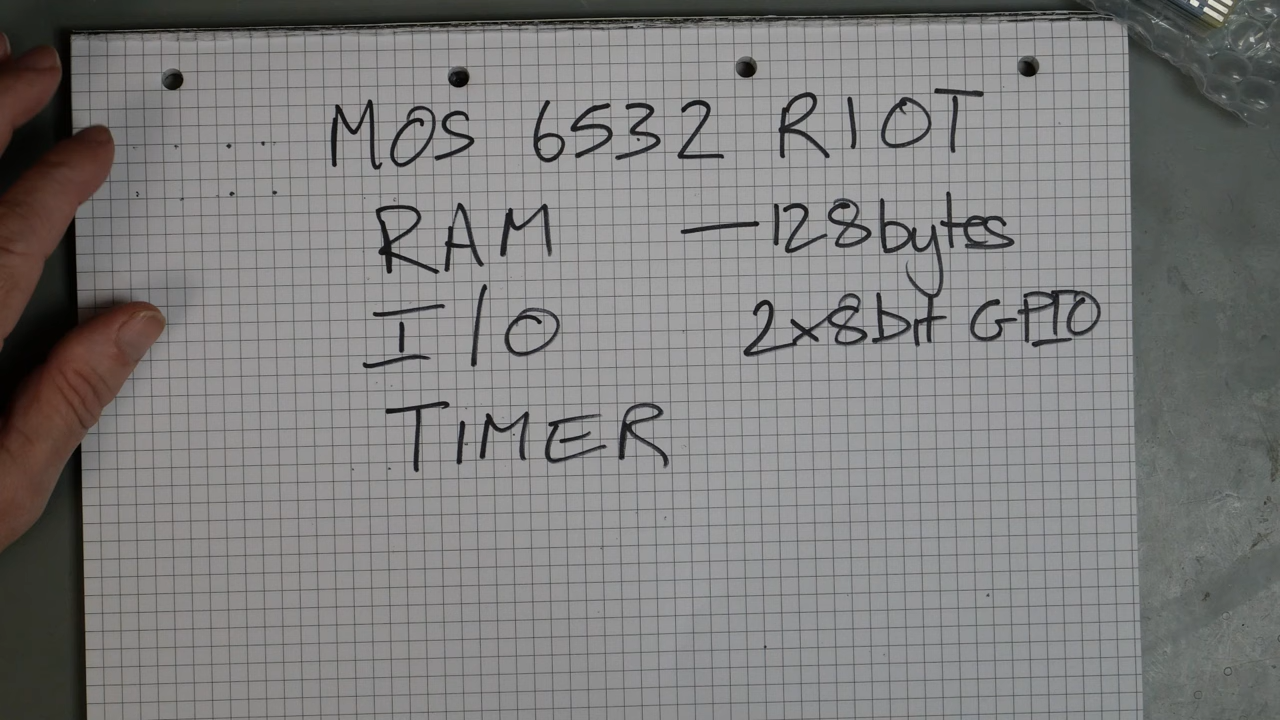 MOS 6532 RIOT
RAM — 128bytes
I/O 2x8bit GPIO
TIMER